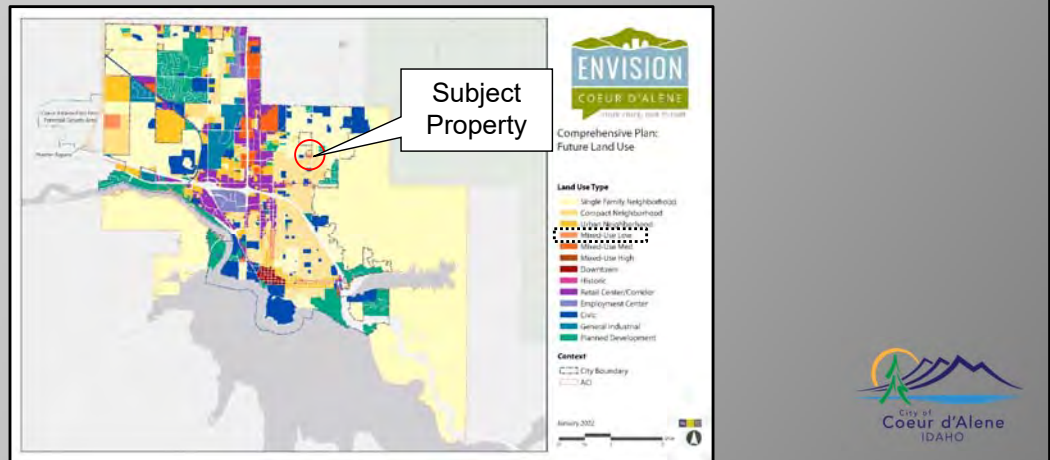 Subject
Property
ENVISION
COEUR D'ALENE
Comprehensive Plan:
Future Land Use
Land Use Type
Single Family Neighborhood(s)
Compact Neighborhood
Urban Neighborhood
Mixed-Use Low
Mixed-Use Med
Mixed-Use High
Downtown
Historic
Retail Center/Corridor
Employment Center
Civic
General Industrial
Planned Development
Context
City Boundary
ACI
January 2022
City of
Coeur d'Alene
IDAHO